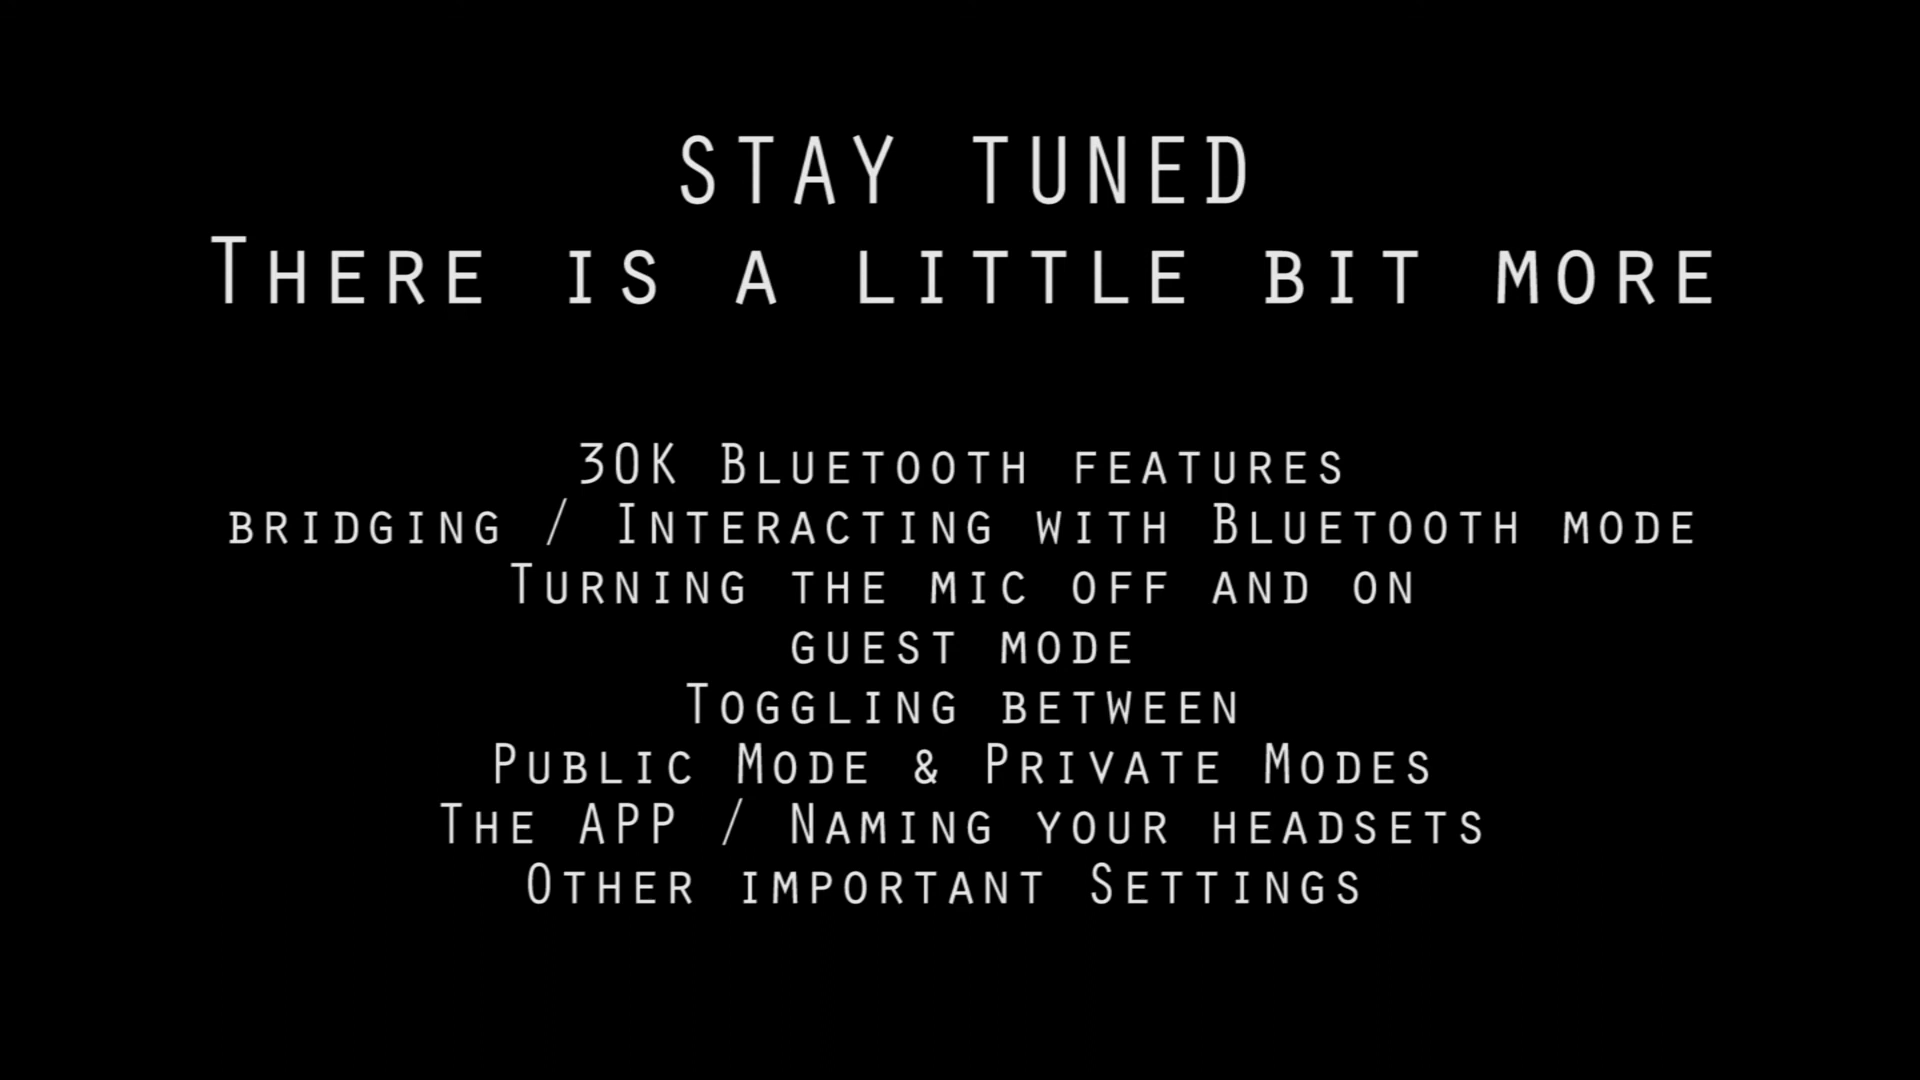 STAY TUNED
There is a little bit more
30K Bluetooth features
bridging / Interacting with Bluetooth mode
Turning the mic off and on
guest mode
Toggling between
Public Mode & Private Modes
The APP / Naming your headsets
Other important Settings